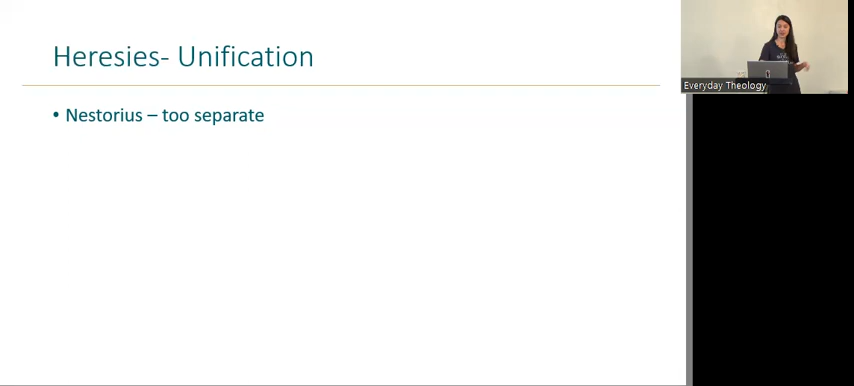 Heresies- Unification
• Nestorius – too separate
Everyday Theology